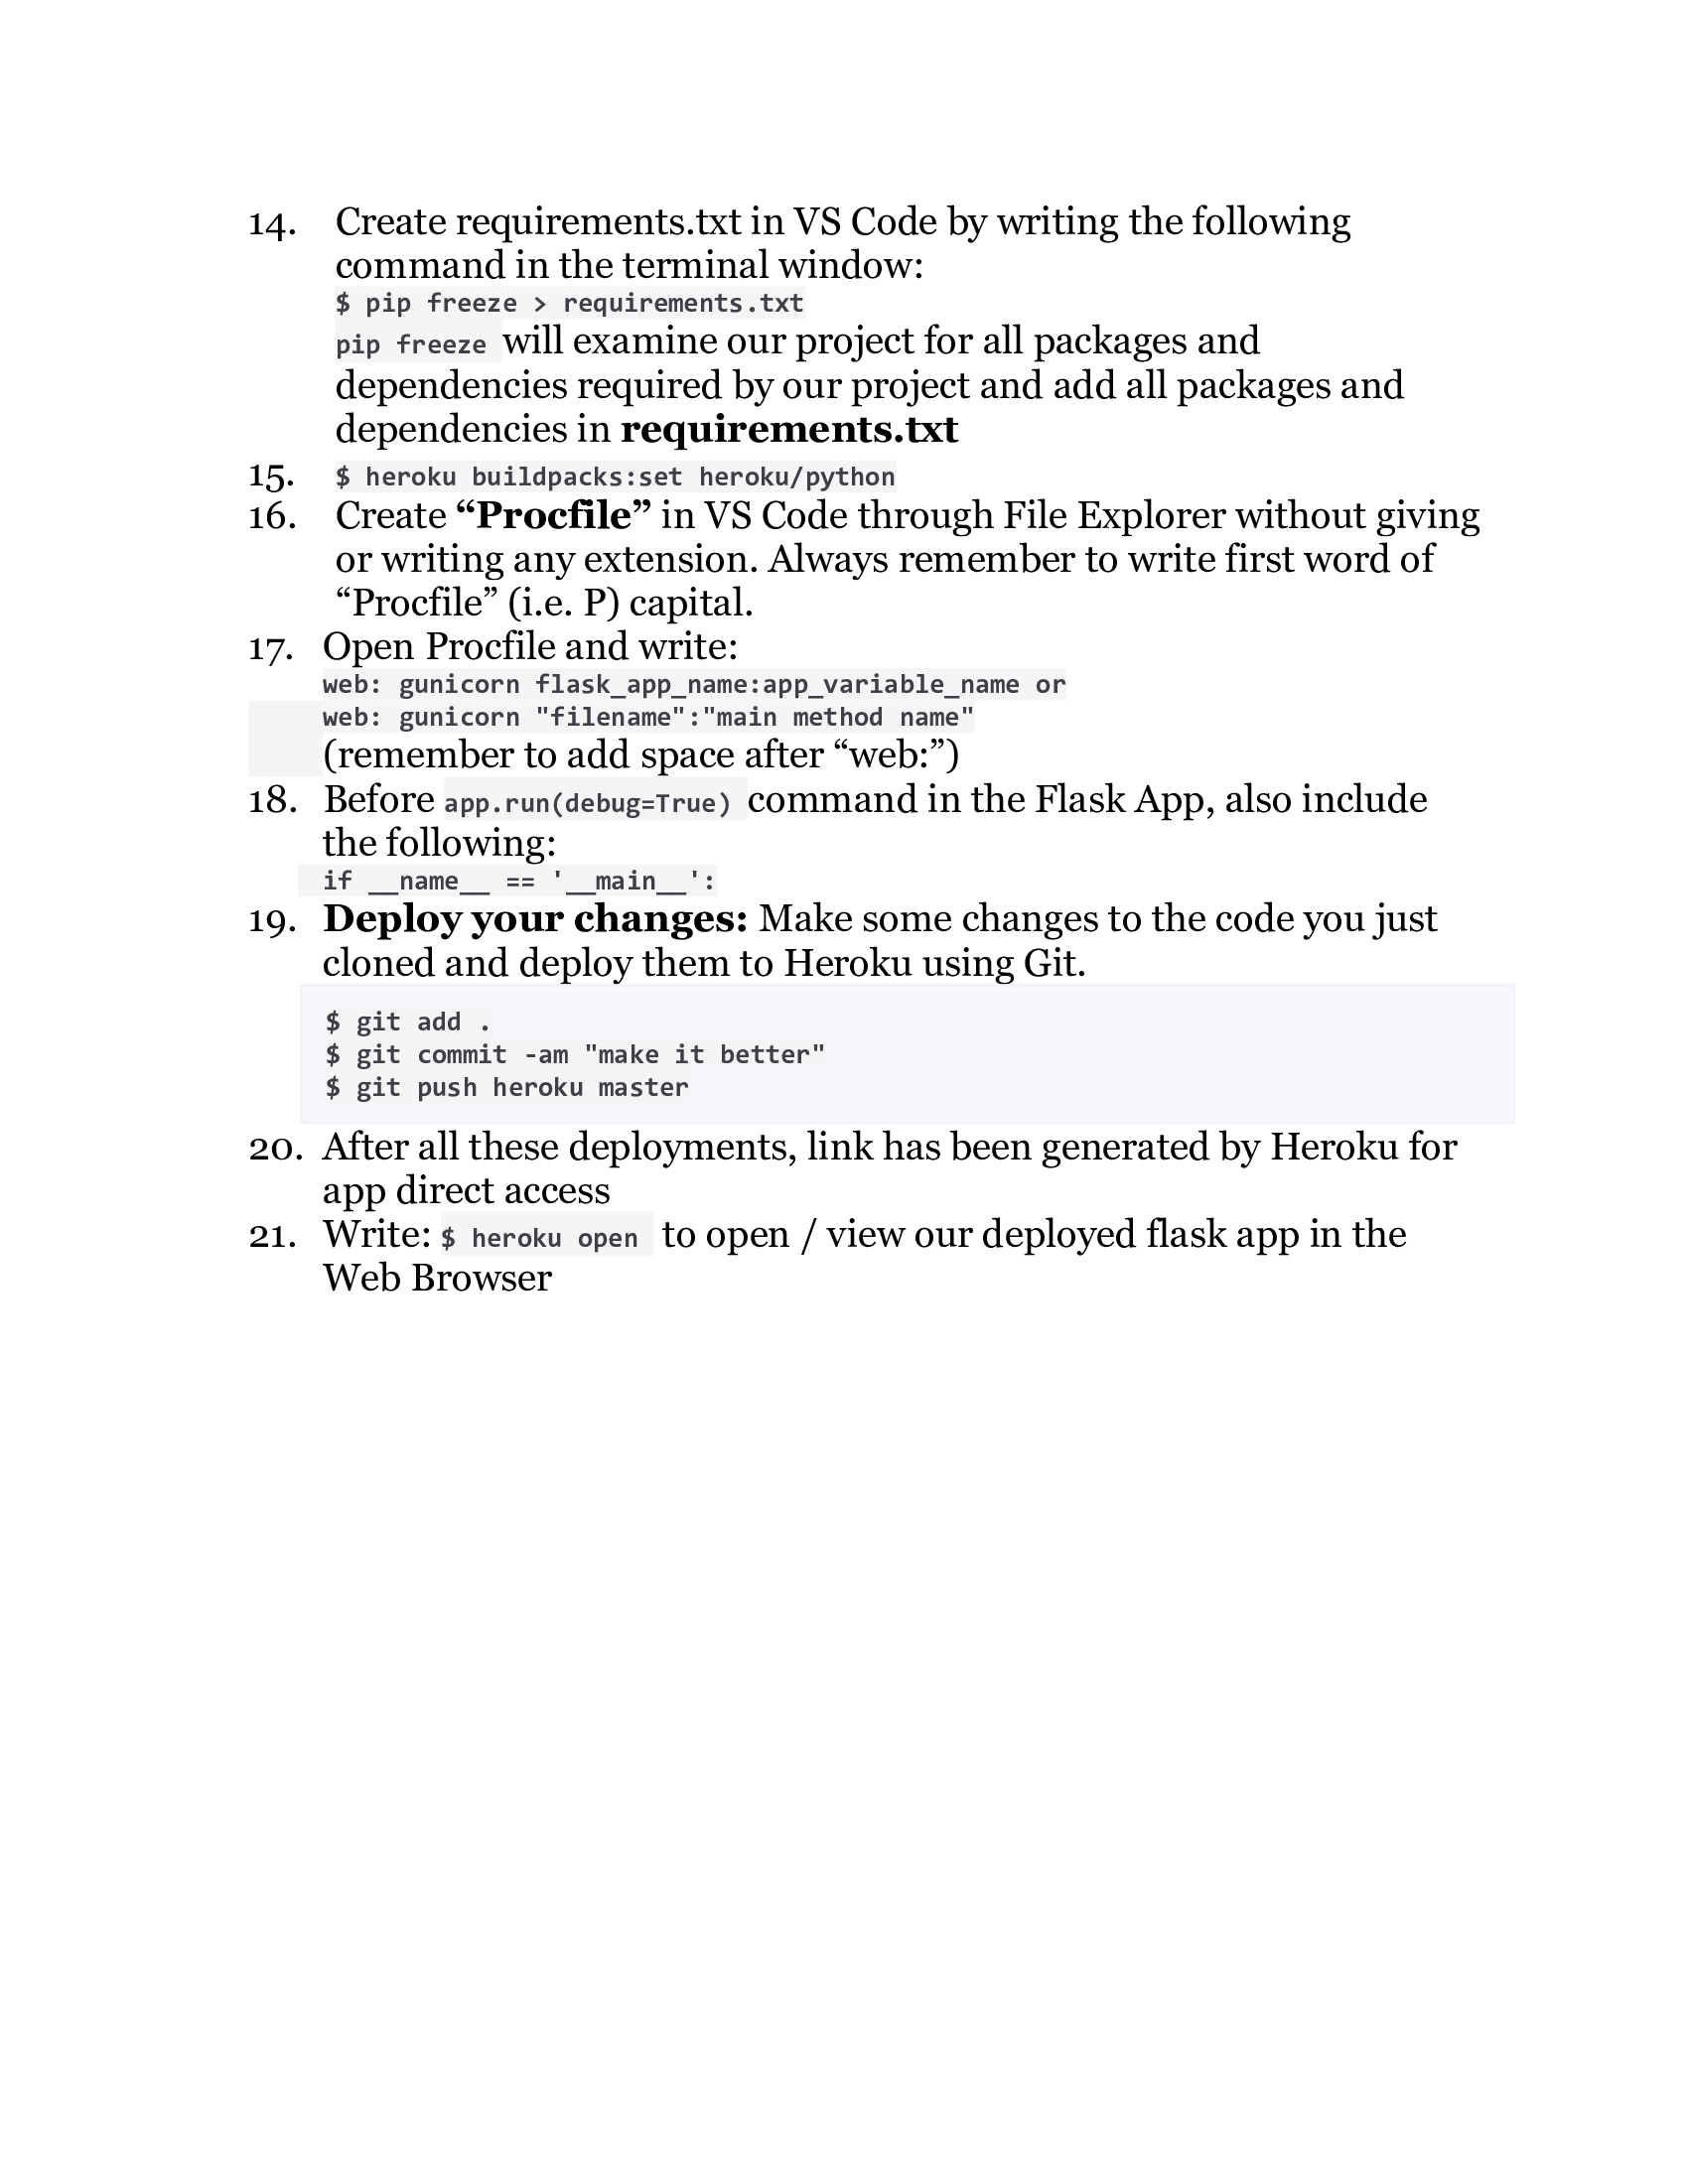 14. Create requirements.txt in VS Code by writing the following
command in the terminal window:
$ pip freeze > requirements.txt
pip freeze will examine our project for all packages and
dependencies required by our project and add all packages and
dependencies in requirements.txt
15. $ heroku buildpacks:set heroku/python
16. Create “Procfile” in VS Code through File Explorer without giving
or writing any extension. Always remember to write first word of
“Procfile” (i.e. P) capital.
17. Open Procfile and write:
web: gunicorn flask_app_name:app_variable_name or
web: gunicorn "filename":"main method name"
(remember to add space after “web:”)
18. Before app.run(debug=True) command in the Flask App, also include
the following:
if __name__ == '__main__':
19. Deploy your changes: Make some changes to the code you just
cloned and deploy them to Heroku using Git.
$ git add .
$ git commit -am "make it better"
$ git push heroku master
20. After all these deployments, link has been generated by Heroku for
app direct access
21. Write: $ heroku open to open / view our deployed flask app in the
Web Browser